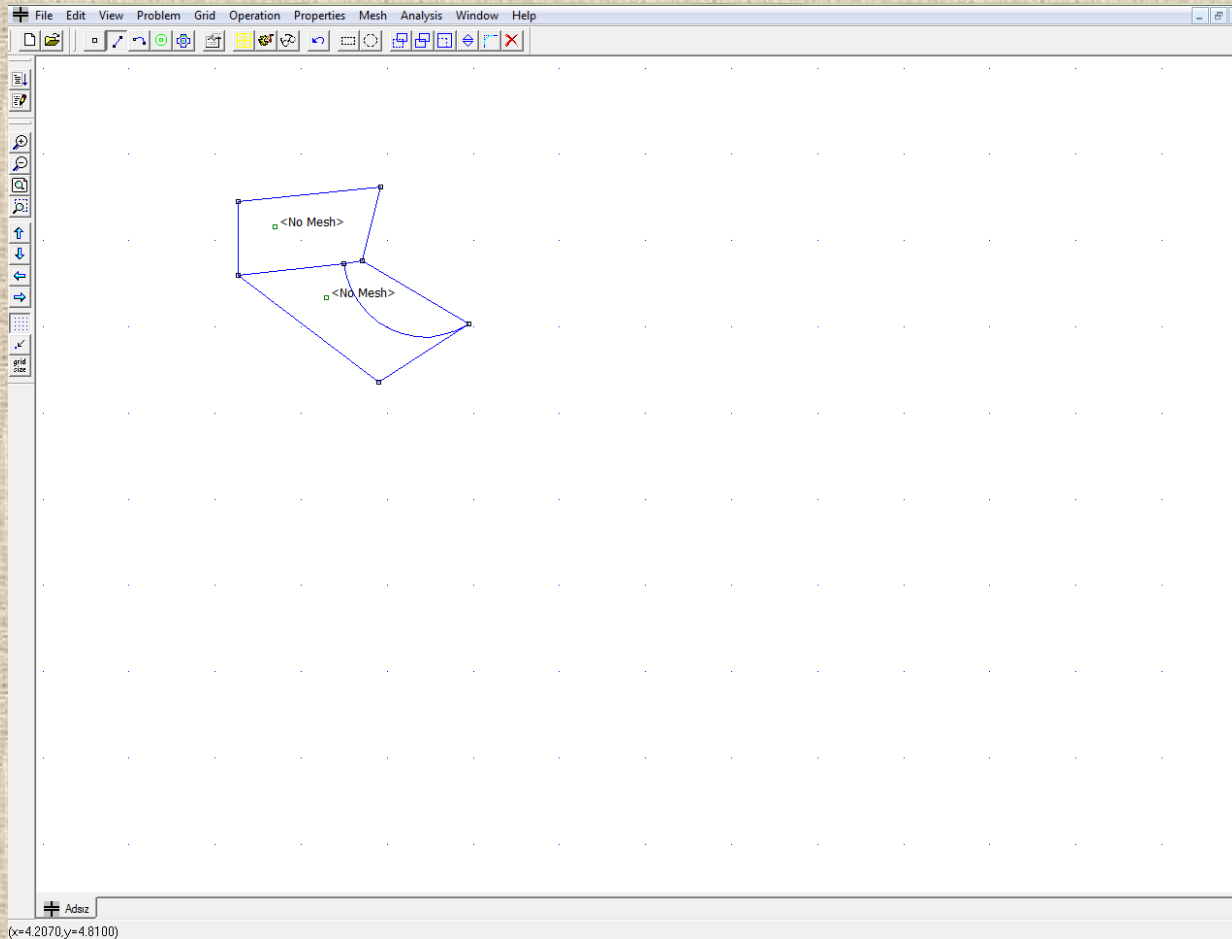 File Edit View Problem Grid Operation Properties Mesh Analysis Window Help
<No Mesh>
<No Mesh>
grid
size
Adsız
(x=4.2070,y=4.8100)